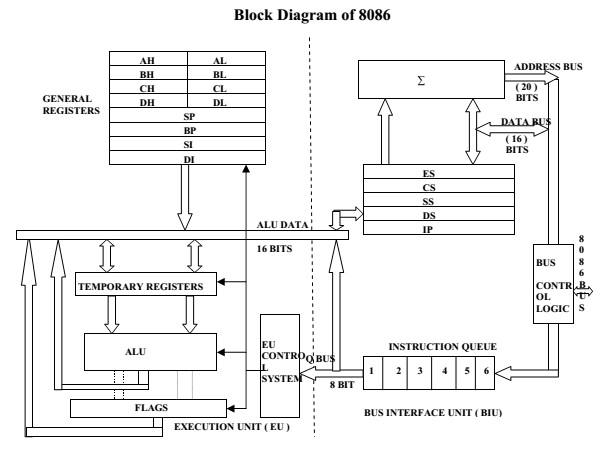 Block Diagram of 8086
GENERAL
REGISTERS
AH AL
BH BL
CH CL
DH DL
SP
BP
SI
DI
Σ
ADDRESS BUS
( 20 )
BITS
DATA BUS
( 16 )
BITS
ES
CS
SS
DS
IP
ALU DATA
16 BITS
TEMPORARY REGISTERS
ALU
FLAGS
EU
CONTRO
L
SYSTEM
Q BUS
8 BIT
INSTRUCTION QUEUE
1 2 3 4 5 6
BUS
CONTR
OL
LOGIC
8
0
8
6
B
U
S
EXECUTION UNIT ( EU )
BUS INTERFACE UNIT ( BIU)